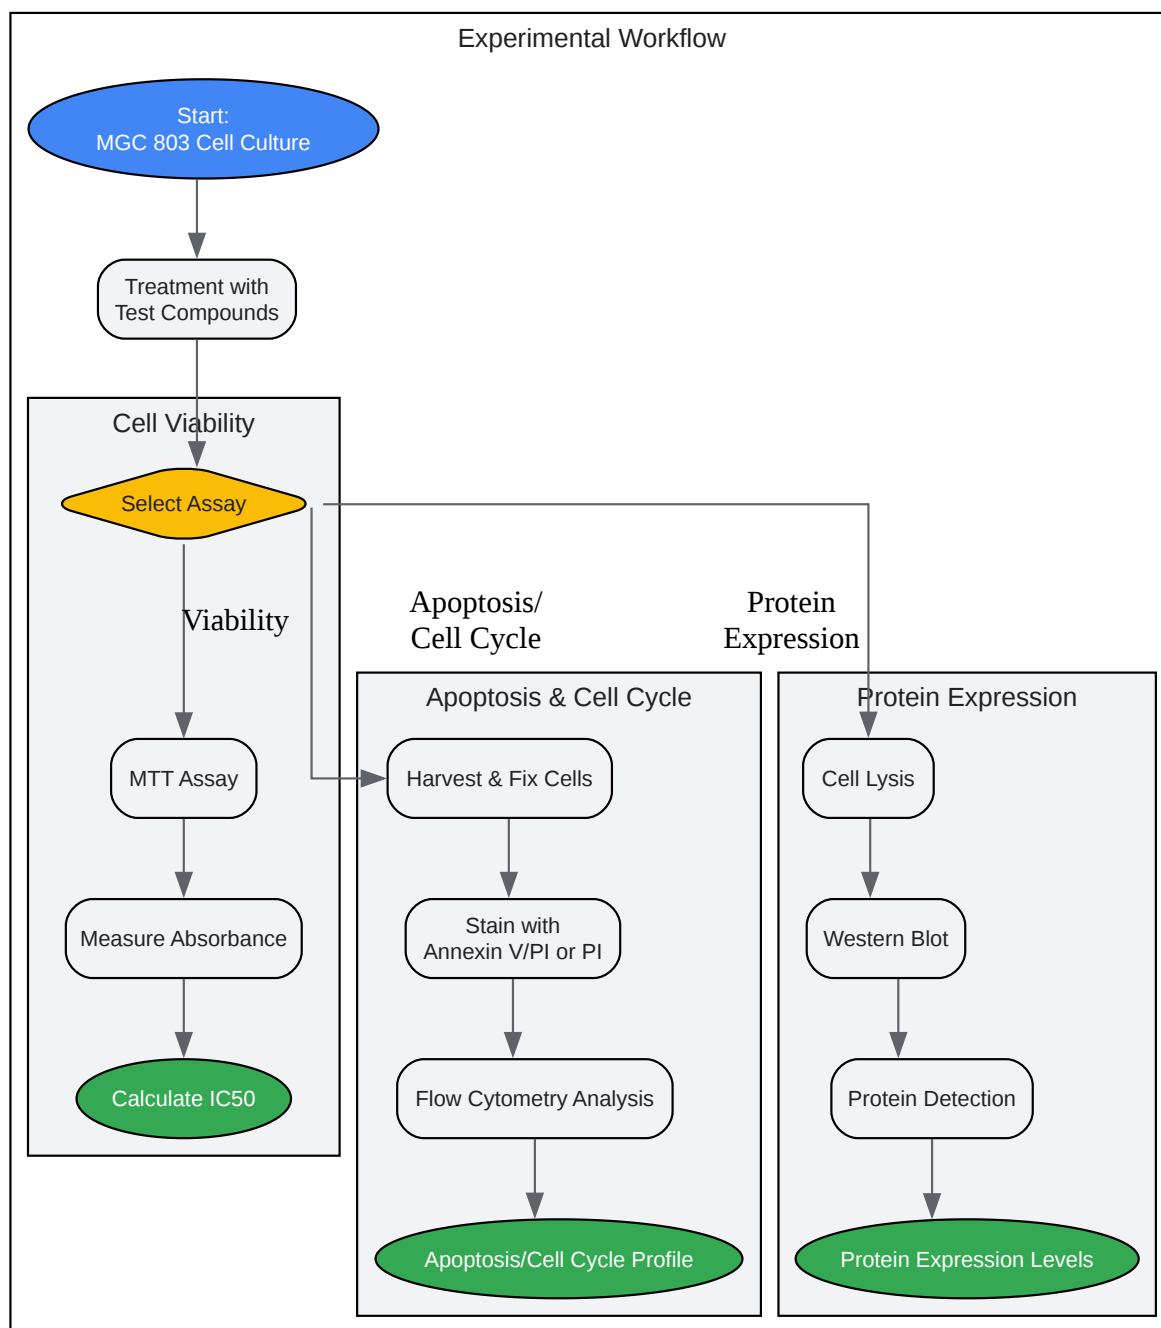 Experimental Workflow
Start:
MGC 803 Cell Culture
Treatment with
Test Compounds
Cell Viability
Select Assay
Viability
MTT Assay
Measure Absorbance
Calculate IC50
Apoptosis/
Cell Cycle
Apoptosis & Cell Cycle
Harvest & Fix Cells
Stain with
Annexin V/PI or PI
Flow Cytometry Analysis
Apoptosis/Cell Cycle Profile
Protein
Expression
Protein Expression
Cell Lysis
Western Blot
Protein Detection
Protein Expression Levels